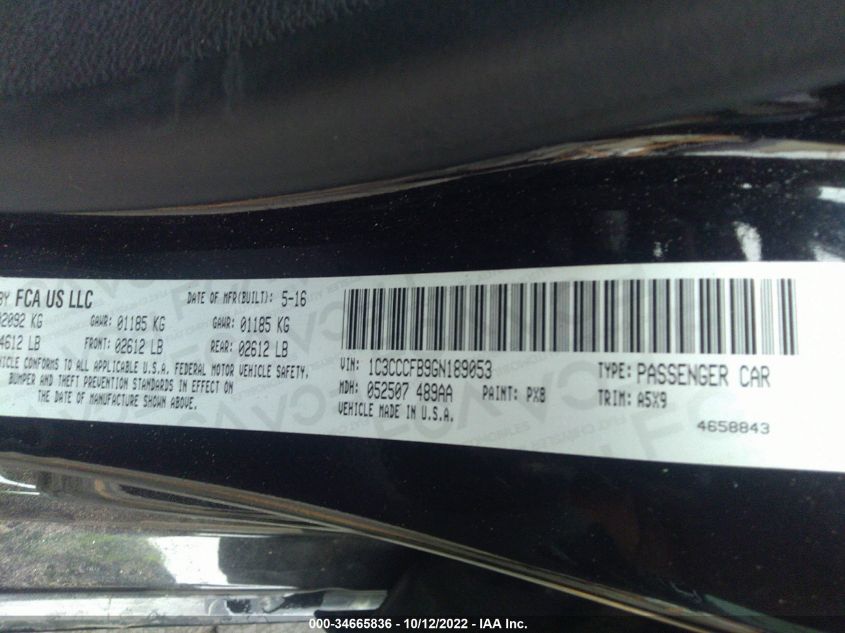 BY FCA US LLC DATE OF MFR(BUILT): 5-16
02092 KG GAWR: 01185 KG GAWR: 01185 KG
4612 LB FRONT: 02612 LB REAR: 02612 LB
VEHICLE CONFORMS TO ALL APPLICABLE U.S.A. FEDERAL MOTOR VEHICLE SAFETY,
BUMPER AND THEFT PREVENTION STANDARDS IN EFFECT ON
THE DATE OF MANUFACTURE SHOWN ABOVE.
VIN: 1C3CCCFB9GN189053 TYPE: PASSENGER CAR
MDH: 052507 489AA PAINT: PX8 TRIM: A5X9
VEHICLE MADE IN U.S.A.
4658843
000-34665836 - 10/12/2022 - IAA Inc.